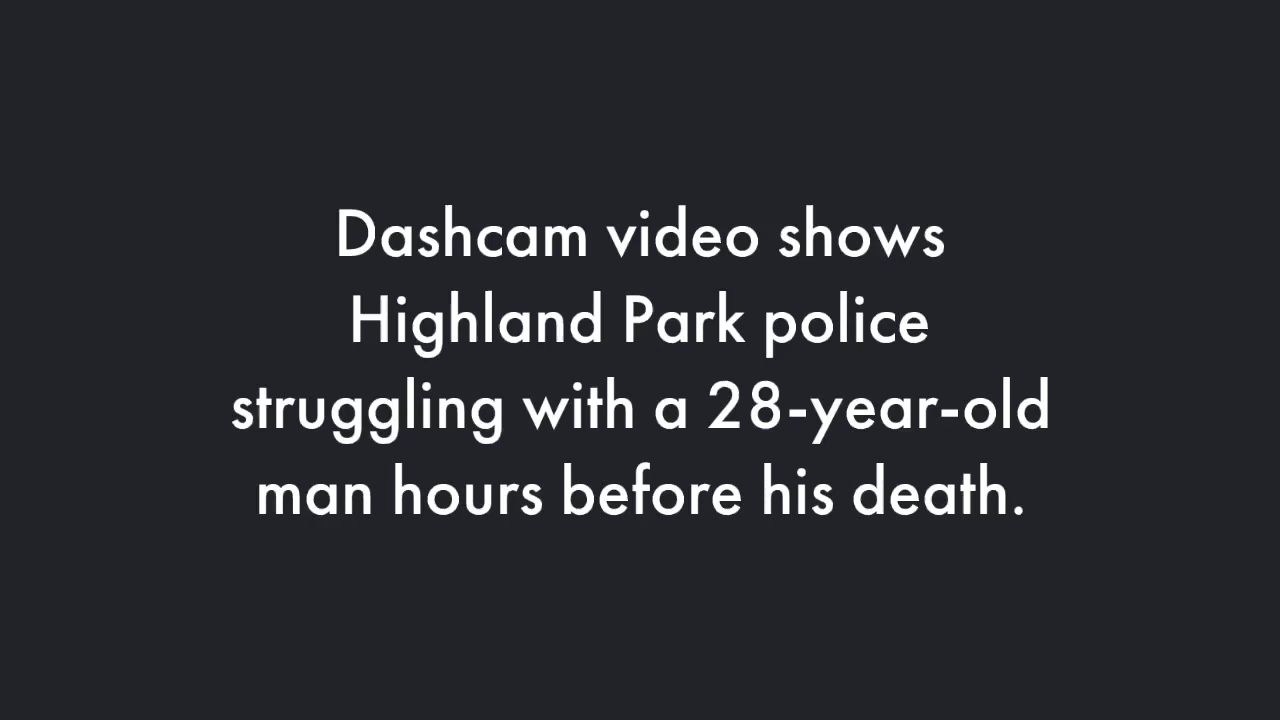 Dashcam video shows
Highland Park police
struggling with a 28-year-old
man hours before his death.